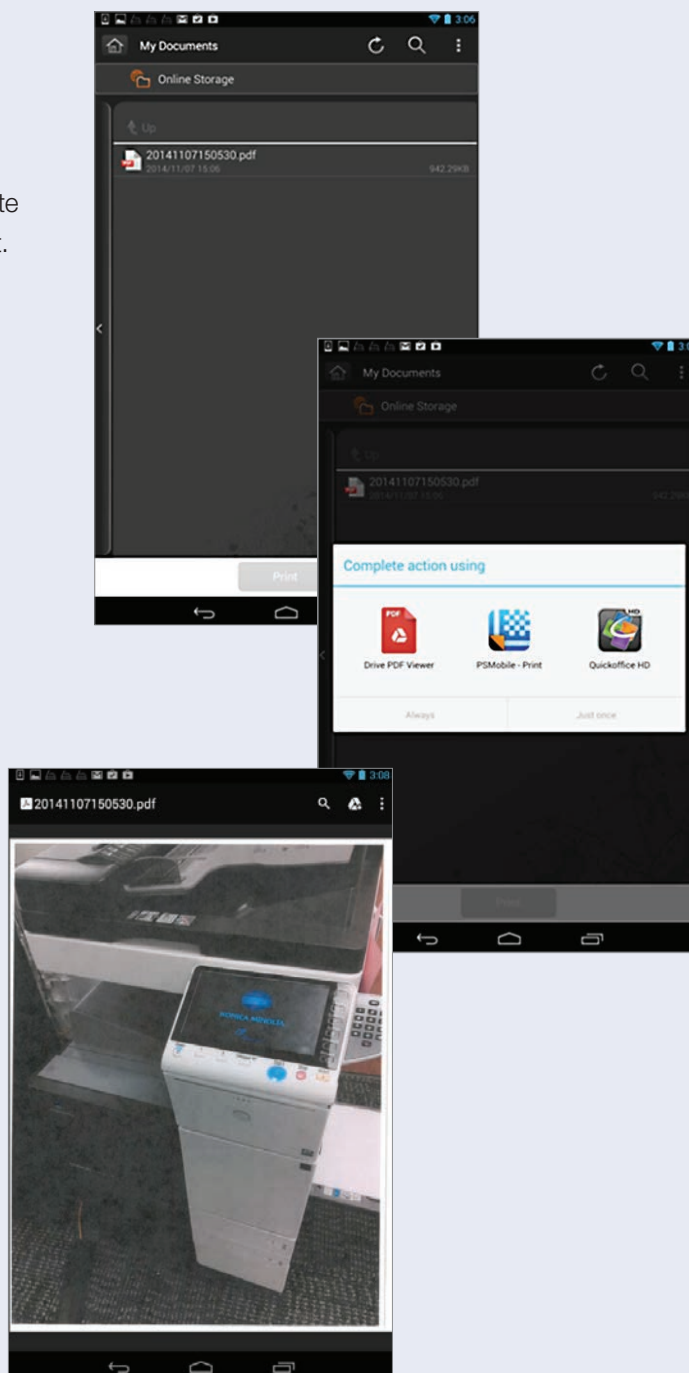 te
t.
3:06
My Documents
Online Storage
Up
20141107150530.pdf
2014/11/07 15:06
942.29KB
Print
My Documents
Online Storage
Up
20141107150530.pdf
2014/11/07 15:06
Complete action using
PDF
HD
Drive PDF Viewer
PSMobile - Print
Quickoffice HD
Always
Just once
Print
3:08
20141107150530.pdf
KONICA MINOLTA